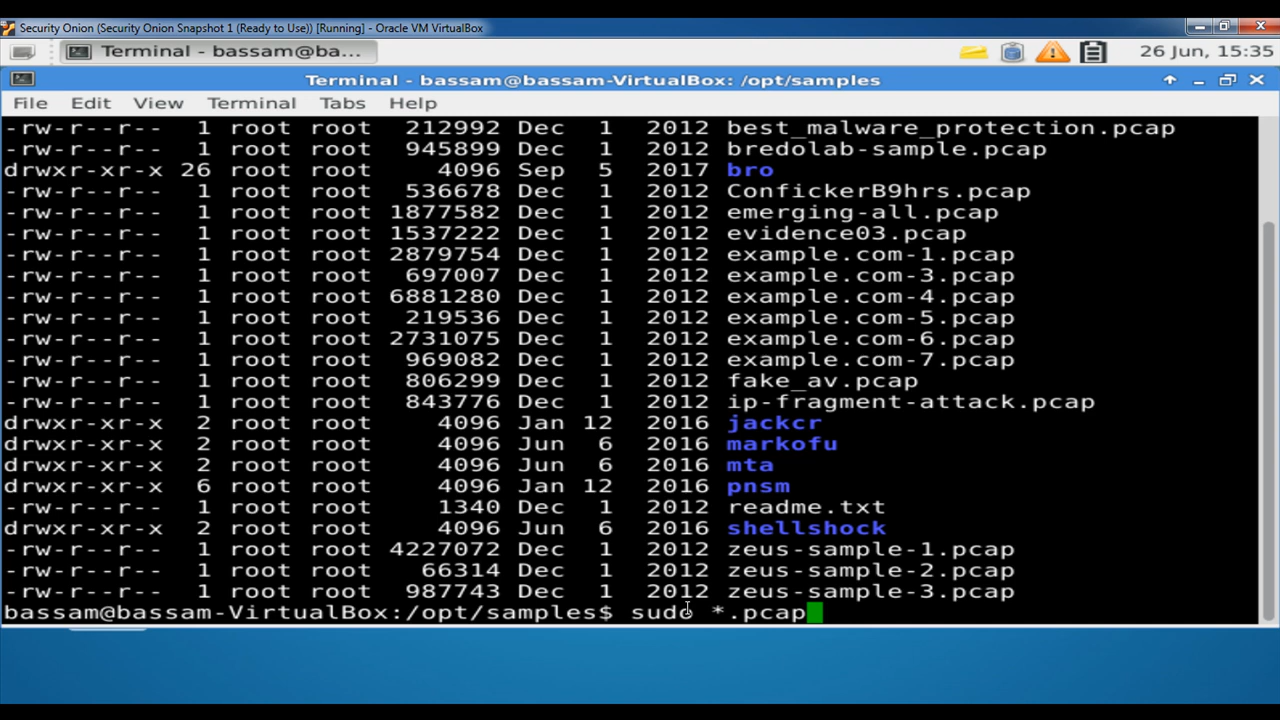 Security Onion (Security Onion Snapshot 1 (Ready to Use)) [Running] - Oracle VM VirtualBox
Terminal - bassam@ba... 26 Jun, 15:35
Terminal - bassam@bassam-VirtualBox: /opt/samples
File Edit View Terminal Tabs Help
-rw-r--r-- 1 root root 212992 Dec 1 2012 best_malware_protection.pcap
-rw-r--r-- 1 root root 945899 Dec 1 2012 bredolab-sample.pcap
drwxr-xr-x 26 root root 4096 Sep 5 2017 bro
-rw-r--r-- 1 root root 536678 Dec 1 2012 ConfickerB9hrs.pcap
-rw-r--r-- 1 root root 1877582 Dec 1 2012 emerging-all.pcap
-rw-r--r-- 1 root root 1537222 Dec 1 2012 evidence03.pcap
-rw-r--r-- 1 root root 2879754 Dec 1 2012 example.com-1.pcap
-rw-r--r-- 1 root root 697007 Dec 1 2012 example.com-3.pcap
-rw-r--r-- 1 root root 6881280 Dec 1 2012 example.com-4.pcap
-rw-r--r-- 1 root root 219536 Dec 1 2012 example.com-5.pcap
-rw-r--r-- 1 root root 2731075 Dec 1 2012 example.com-6.pcap
-rw-r--r-- 1 root root 969082 Dec 1 2012 example.com-7.pcap
-rw-r--r-- 1 root root 806299 Dec 1 2012 fake_av.pcap
-rw-r--r-- 1 root root 843776 Dec 1 2012 ip-fragment-attack.pcap
drwxr-xr-x 2 root root 4096 Jan 12 2016 jackcr
drwxr-xr-x 2 root root 4096 Jun 6 2016 markofu
drwxr-xr-x 2 root root 4096 Jun 6 2016 mta
drwxr-xr-x 6 root root 4096 Jan 12 2016 pnsm
-rw-r--r-- 1 root root 1340 Dec 1 2012 readme.txt
drwxr-xr-x 2 root root 4096 Jun 6 2016 shellshock
-rw-r--r-- 1 root root 4227072 Dec 1 2012 zeus-sample-1.pcap
-rw-r--r-- 1 root root 66314 Dec 1 2012 zeus-sample-2.pcap
-rw-r--r-- 1 root root 987743 Dec 1 2012 zeus-sample-3.pcap
bassam@bassam-VirtualBox:/opt/samples$ sudo *.pcap